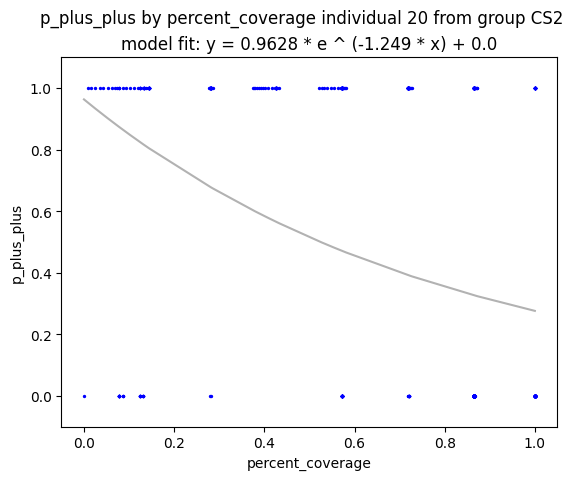 p_plus_plus by percent_coverage individual 20 from group CS2
model fit: y = 0.9628 * e ^ (-1.249 * x) + 0.0
1.0
0.8
0.6
0.4
0.2
0.0
p_plus_plus
0.0 0.2 0.4 0.6 0.8 1.0
percent_coverage